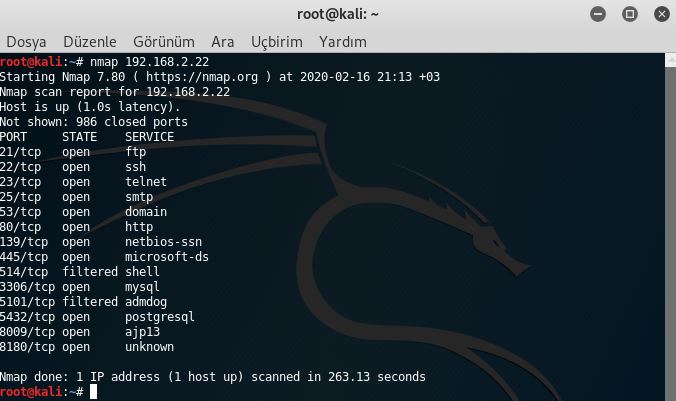 root@kali: ~
Dosya Düzenle Görünüm Ara Uçbirim Yardım
root@kali:~# nmap 192.168.2.22
Starting Nmap 7.80 ( https://nmap.org ) at 2020-02-16 21:13 +03
Nmap scan report for 192.168.2.22
Host is up (1.0s latency).
Not shown: 986 closed ports
PORT     STATE    SERVICE
21/tcp   open     ftp
22/tcp   open     ssh
23/tcp   open     telnet
25/tcp   open     smtp
53/tcp   open     domain
80/tcp   open     http
139/tcp  open     netbios-ssn
445/tcp  open     microsoft-ds
514/tcp  filtered shell
3306/tcp open     mysql
5101/tcp filtered admdog
5432/tcp open     postgresql
8009/tcp open     ajp13
8180/tcp open     unknown
Nmap done: 1 IP address (1 host up) scanned in 263.13 seconds
root@kali:~#